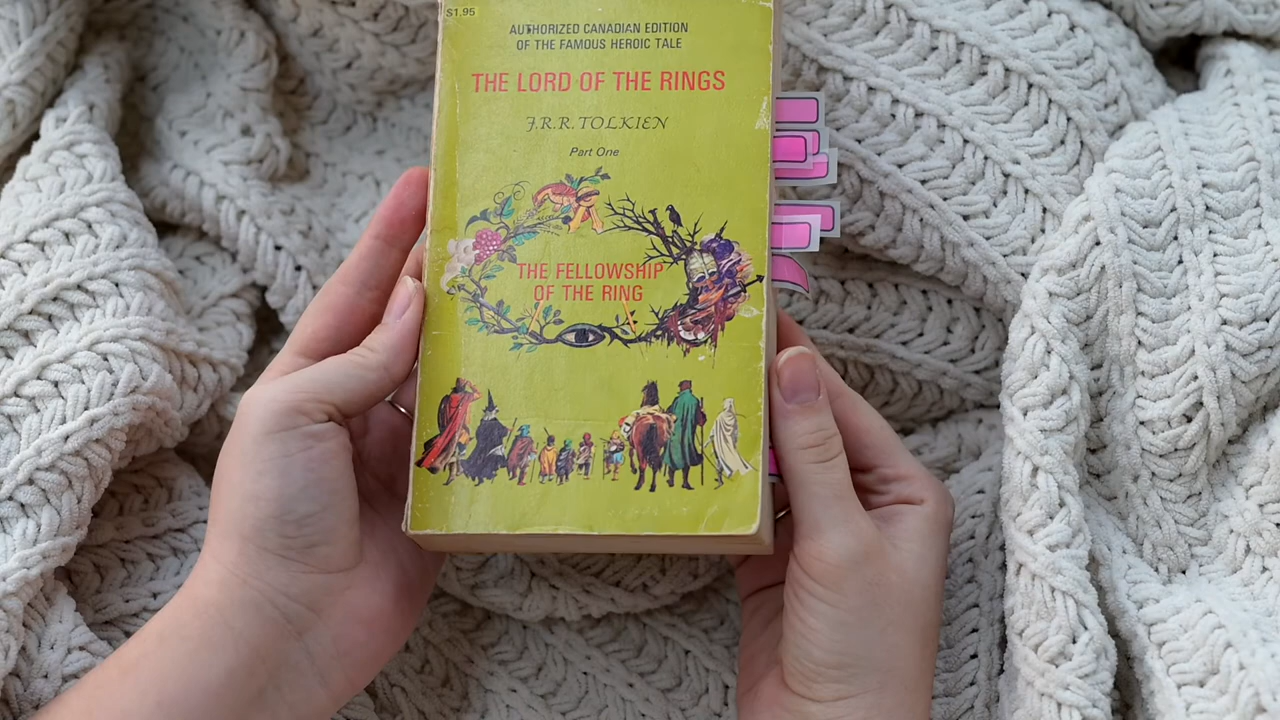 $1.95
AUTHORIZED CANADIAN EDITION
OF THE FAMOUS HEROIC TALE
THE LORD OF THE RINGS
J.R.R. TOLKIEN
Part One
THE FELLOWSHIP
OF THE RING